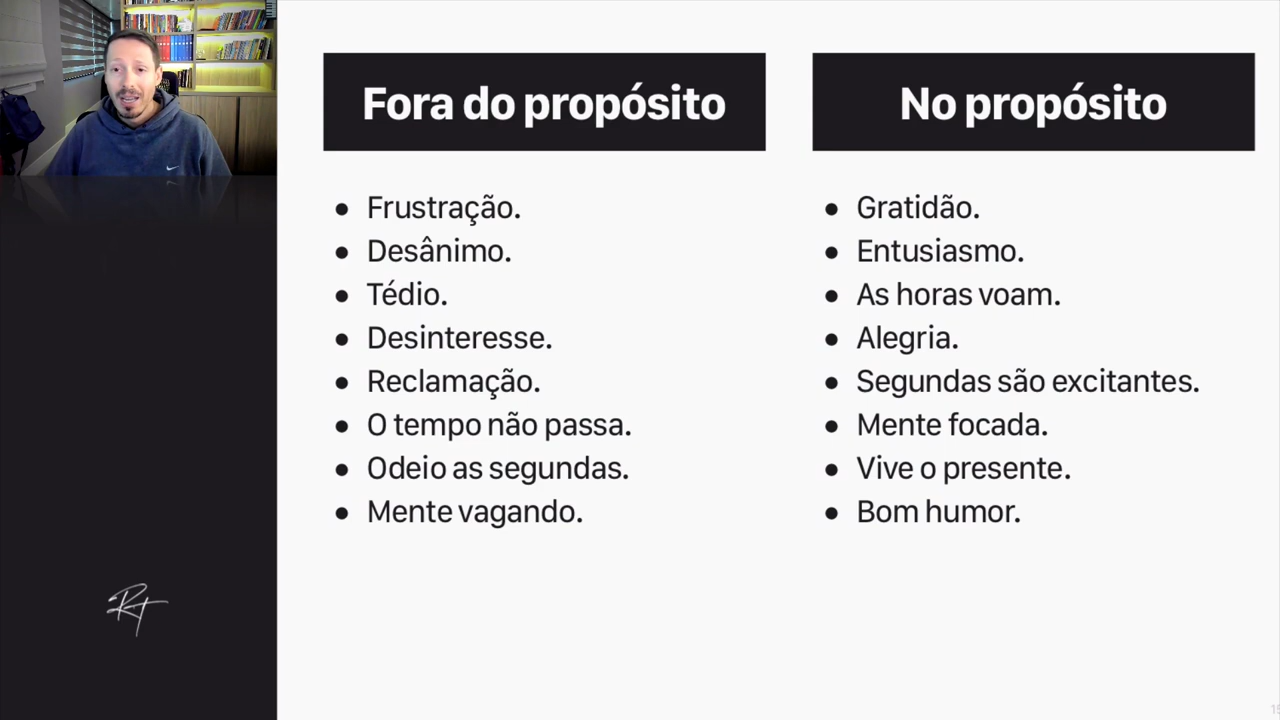 Fora do propósito
Frustração.
Desânimo.
Tédio.
Desinteresse.
Reclamação.
O tempo não passa.
Odeio as segundas.
Mente vagando.
No propósito
Gratidão.
Entusiasmo.
As horas voam.
Alegria.
Segundas são excitantes.
Mente focada.
Vive o presente.
Bom humor.
RT